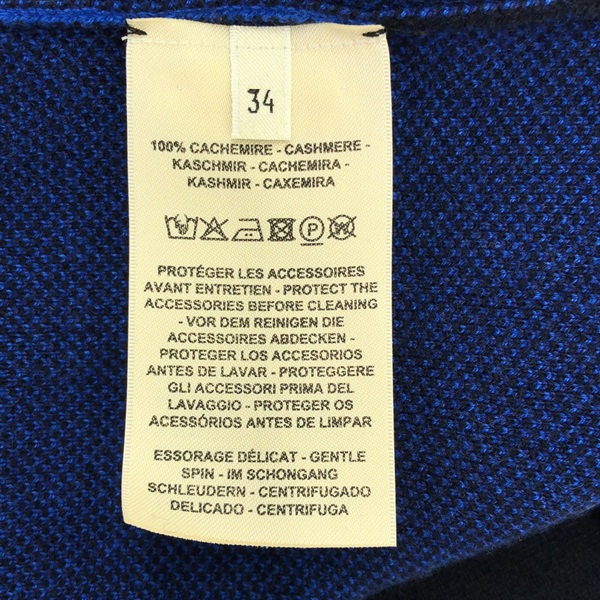 34
100% CACHEMIRE - CASHMERE -
KASCHMIR - CACHEMIRA -
KASHMIR - CAXEMIRA
P
PROTÉGER LES ACCESSOIRES
AVANT ENTRETIEN - PROTECT THE
ACCESSORIES BEFORE CLEANING
- VOR DEM REINIGEN DIE
ACCESSOIRES ABDECKEN -
PROTEGER LOS ACCESORIOS
ANTES DE LAVAR - PROTEGGERE
GLI ACCESSORI PRIMA DEL
LAVAGGIO - PROTEGER OS
ACESSÓRIOS ANTES DE LIMPAR
ESSORAGE DÉLICAT - GENTLE
SPIN - IM SCHONGANG
SCHLEUDERN - CENTRIFUGADO
DELICADO - CENTRIFUGA